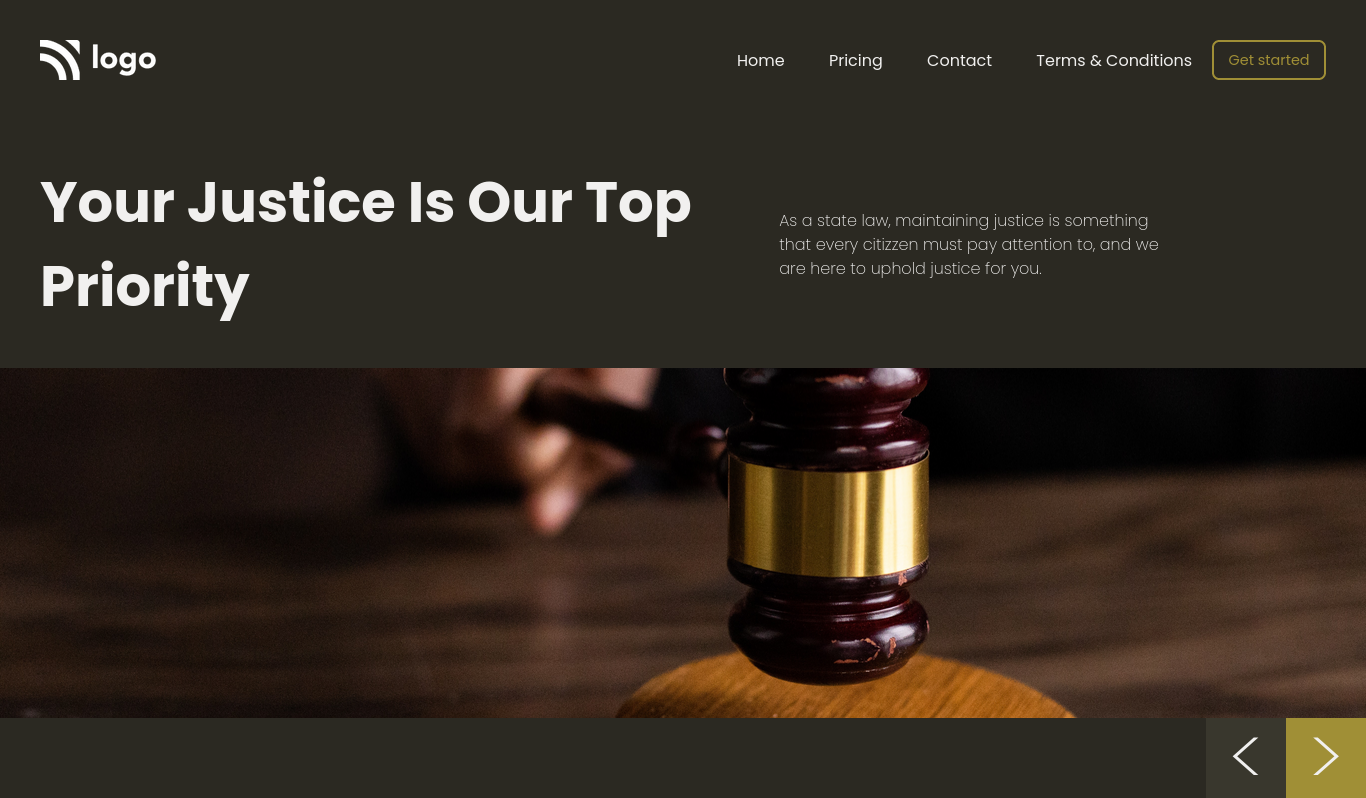 logo
Home Pricing Contact Terms & Conditions Get started
Your Justice Is Our Top
Priority
As a state law, maintaining justice is something
that every citizzen must pay attention to, and we
are here to uphold justice for you.